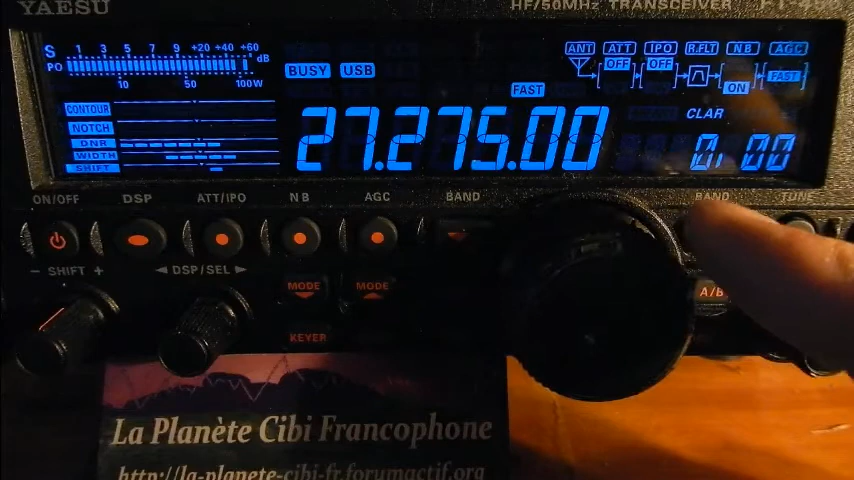 YAESU HF/50MHz TRANSCEIVER
S 1 3 5 7 9 +20 +40 +60 dB
PO 10 50 100W
BUSY USB
ANT ATT IPO R.FLT NB AGC
OFF OFF ON FAST
FAST
CONTOUR
NOTCH
DNR
WIDTH
SHIFT
27.275.00
CLAR
0.00
ON/OFF DSP ATT/IPO NB AGC BAND BAND TUNE
− SHIFT + ◄ DSP/SEL ► MODE MODE A/B
KEYER
La Planète Cibi Francophone
http://la-planete-cibi-fr.forumactif.org